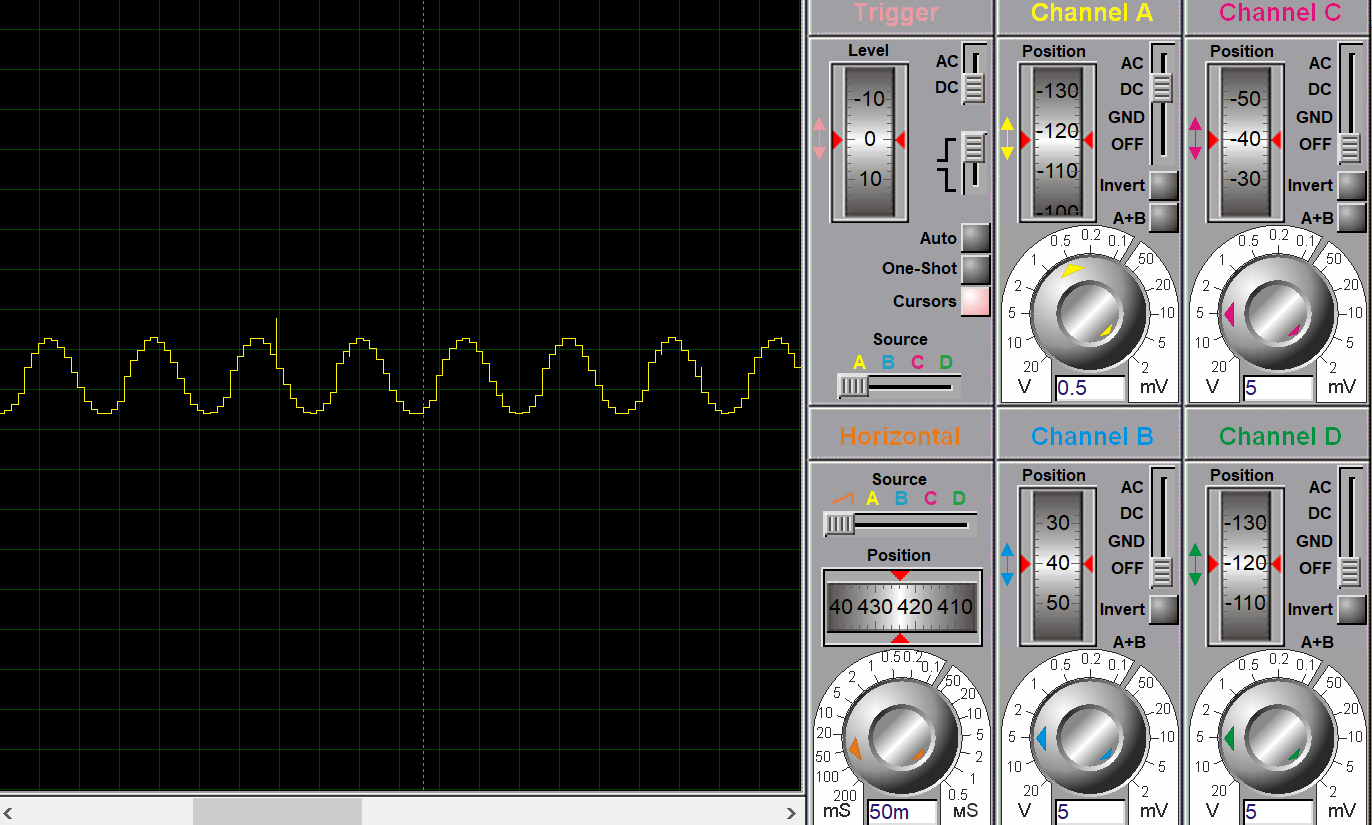 Trigger
Level
AC
DC
-10
0
10
Auto
One-Shot
Cursors
Source
A B C D
Channel A
Position
AC
DC
GND
OFF
-130
-120
-110
-100
Invert
A+B
0.5 0.2 0.1
1 50
2 20
5 10
10 5
20 2
V 0.5 mV
Channel C
Position
AC
DC
GND
OFF
-50
-40
-30
Invert
A+B
0.5 0.2 0.1
1 50
2 20
5 10
10 5
20 2
V 5 mV
Horizontal
Source
A B C D
Position
40 430 420 410
0.5 0.2 0.1
2 1 50
5 20
10 10
20 5
50 2
100 1
200 0.5
mS 50m мS
Channel B
Position
AC
DC
GND
OFF
30
40
50
Invert
A+B
0.5 0.2 0.1
1 50
2 20
5 10
10 5
20 2
V 5 mV
Channel D
Position
AC
DC
GND
OFF
-130
-120
-110
Invert
A+B
0.5 0.2 0.1
1 50
2 20
5 10
10 5
20 2
V 5 mV